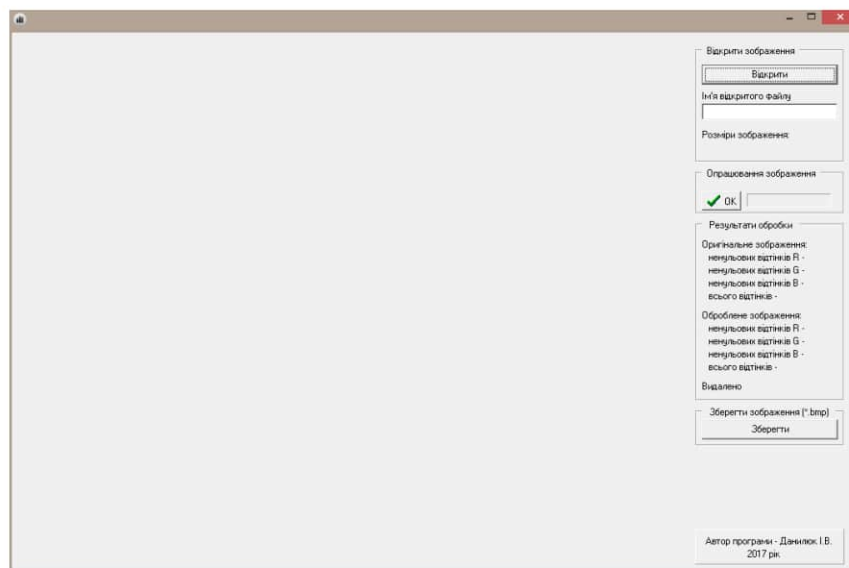 Відкрити зображення
Відкрити
Ім'я відкритого файлу
Розміри зображення:
Опрашовання зображення
OK
Результати обробки
Оригінальне зображення:
ненульових відтінків R -
ненульових відтінків G -
ненульових відтінків B -
всього відтінків -
Оброблене зображення:
ненульових відтінків R -
ненульових відтінків G -
ненульових відтінків B -
всього відтінків -
Видалено
Зберегти зображення (*.bmp)
Зберегти
Автор програми - Данилюк І.В.
2017 рік